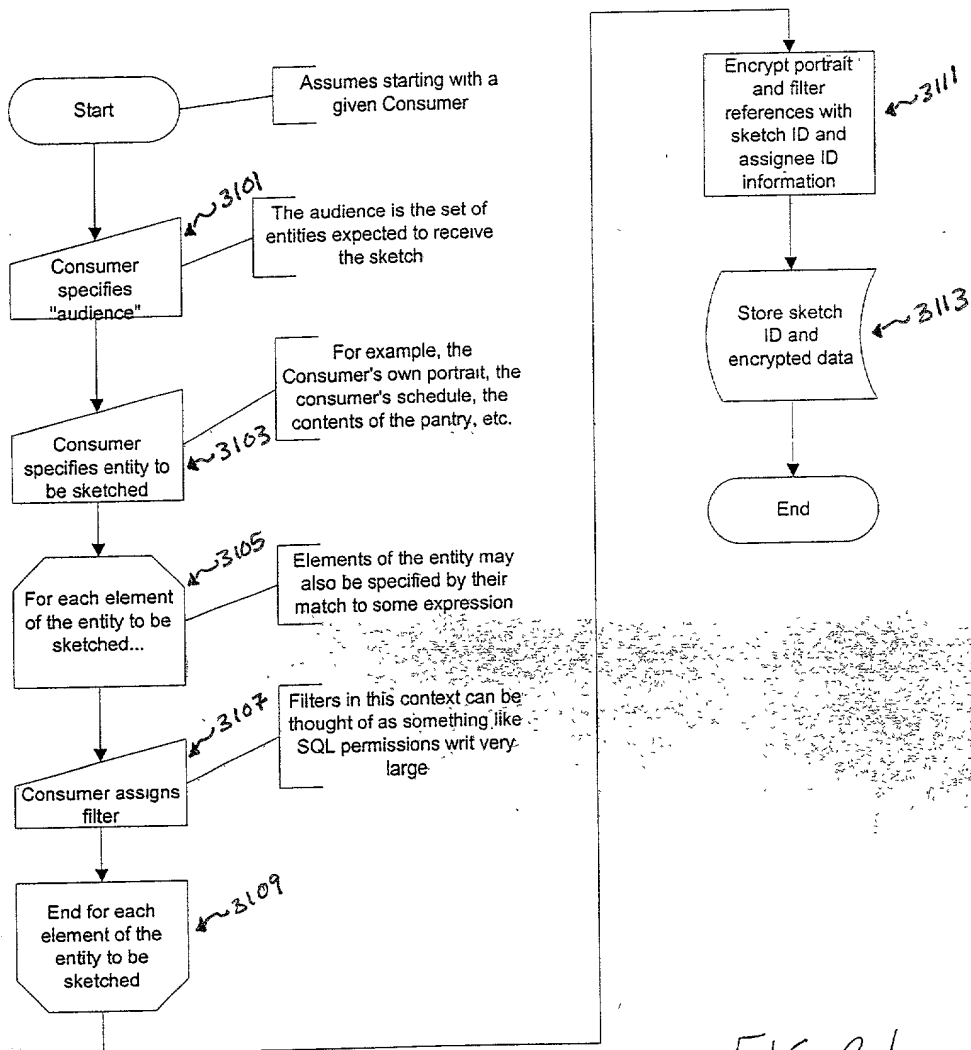 Start
Assumes starting with a
given Consumer
3101
Consumer
specifies
"audience"
The audience is the set of
entities expected to receive
the sketch
For example, the
Consumer's own portrait, the
consumer's schedule, the
contents of the pantry, etc.
Consumer
specifies entity to
be sketched
3103
3105
For each element
of the entity to be
sketched...
Elements of the entity may
also be specified by their
match to some expression
3107
Filters in this context can be
thought of as something like
SQL permissions writ very
large
Consumer assigns
filter
3109
End for each
element of the
entity to be
sketched
Encrypt portrait
and filter
references with
sketch ID and
assignee ID
information
3111
Store sketch
ID and
encrypted data
3113
End